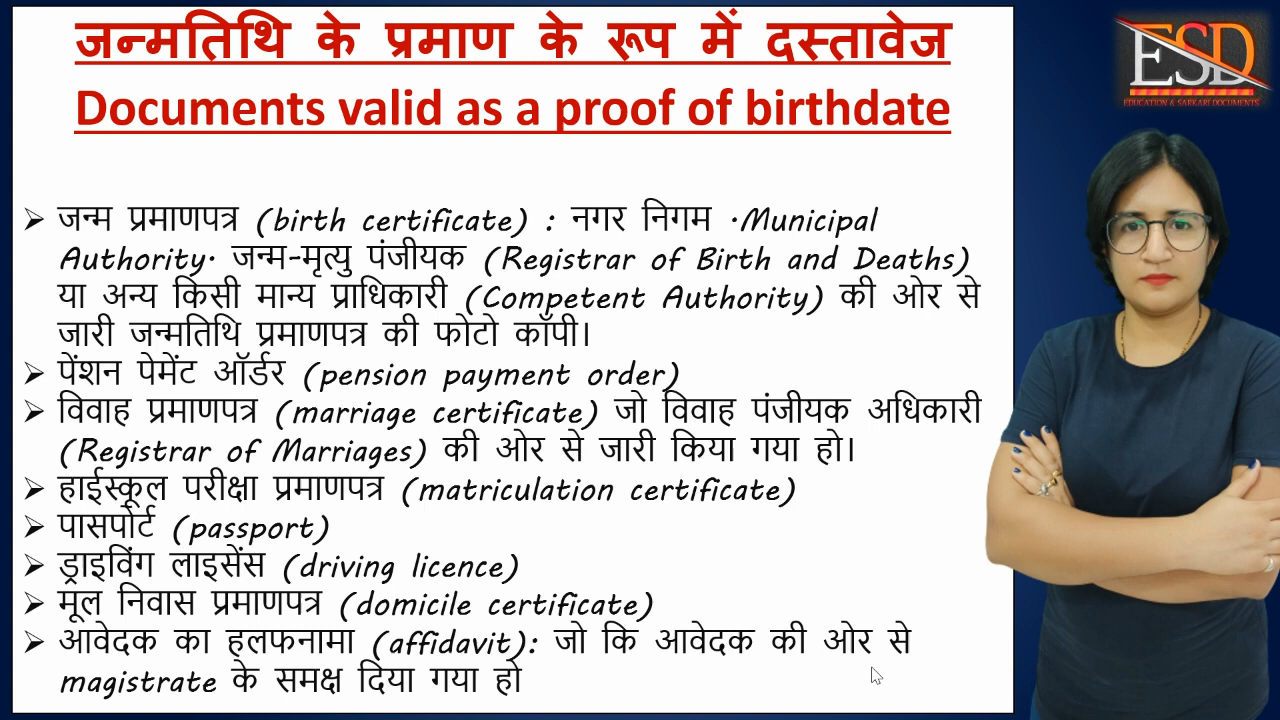 जन्मतिथि के प्रमाण के रूप में दस्तावेज
Documents valid as a proof of birthdate
ESD
EDUCATION & SARKARI DOCUMENTS
➢ जन्म प्रमाणपत्र (birth certificate) : नगर निगम ·Municipal
Authority· जन्म-मृत्यु पंजीयक (Registrar of Birth and Deaths)
या अन्य किसी मान्य प्राधिकारी (Competent Authority) की ओर से
जारी जन्मतिथि प्रमाणपत्र की फोटो कॉपी।
➢ पेंशन पेमेंट ऑर्डर (pension payment order)
➢ विवाह प्रमाणपत्र (marriage certificate) जो विवाह पंजीयक अधिकारी
(Registrar of Marriages) की ओर से जारी किया गया हो।
➢ हाईस्कूल परीक्षा प्रमाणपत्र (matriculation certificate)
➢ पासपोर्ट (passport)
➢ ड्राइविंग लाइसेंस (driving licence)
➢ मूल निवास प्रमाणपत्र (domicile certificate)
➢ आवेदक का हलफनामा (affidavit): जो कि आवेदक की ओर से
magistrate के समक्ष दिया गया हो